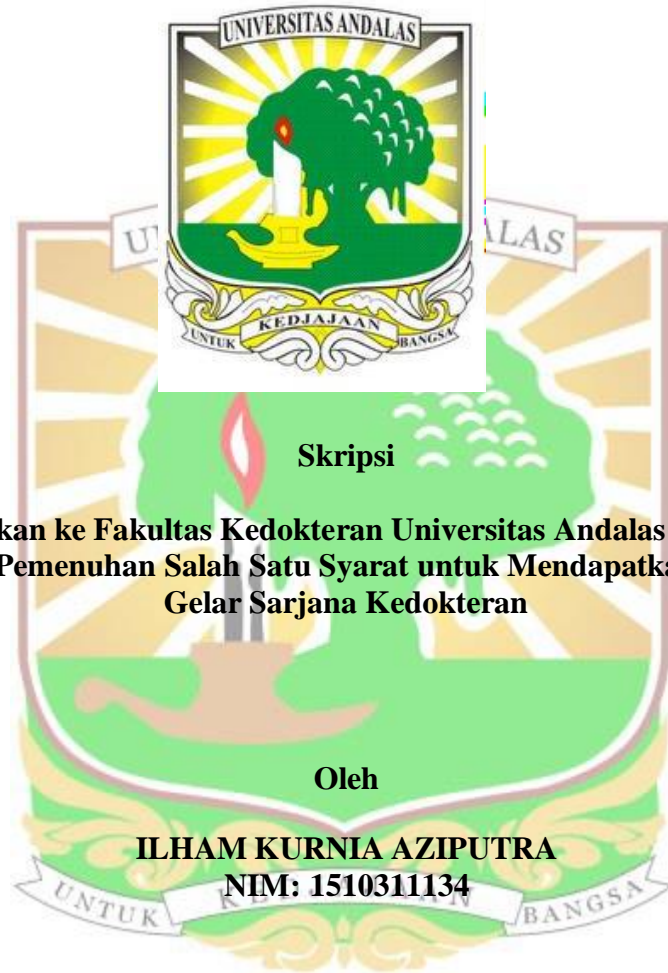 UNIVERSITAS ANDALAS
UNTUK KEDJAJAAN BANGSA
Skripsi
kan ke Fakultas Kedokteran Universitas Andalas
Pemenuhan Salah Satu Syarat untuk Mendapatka
Gelar Sarjana Kedokteran
Oleh
ILHAM KURNIA AZIPUTRA
NIM: 1510311134
UNTUK BANGSA